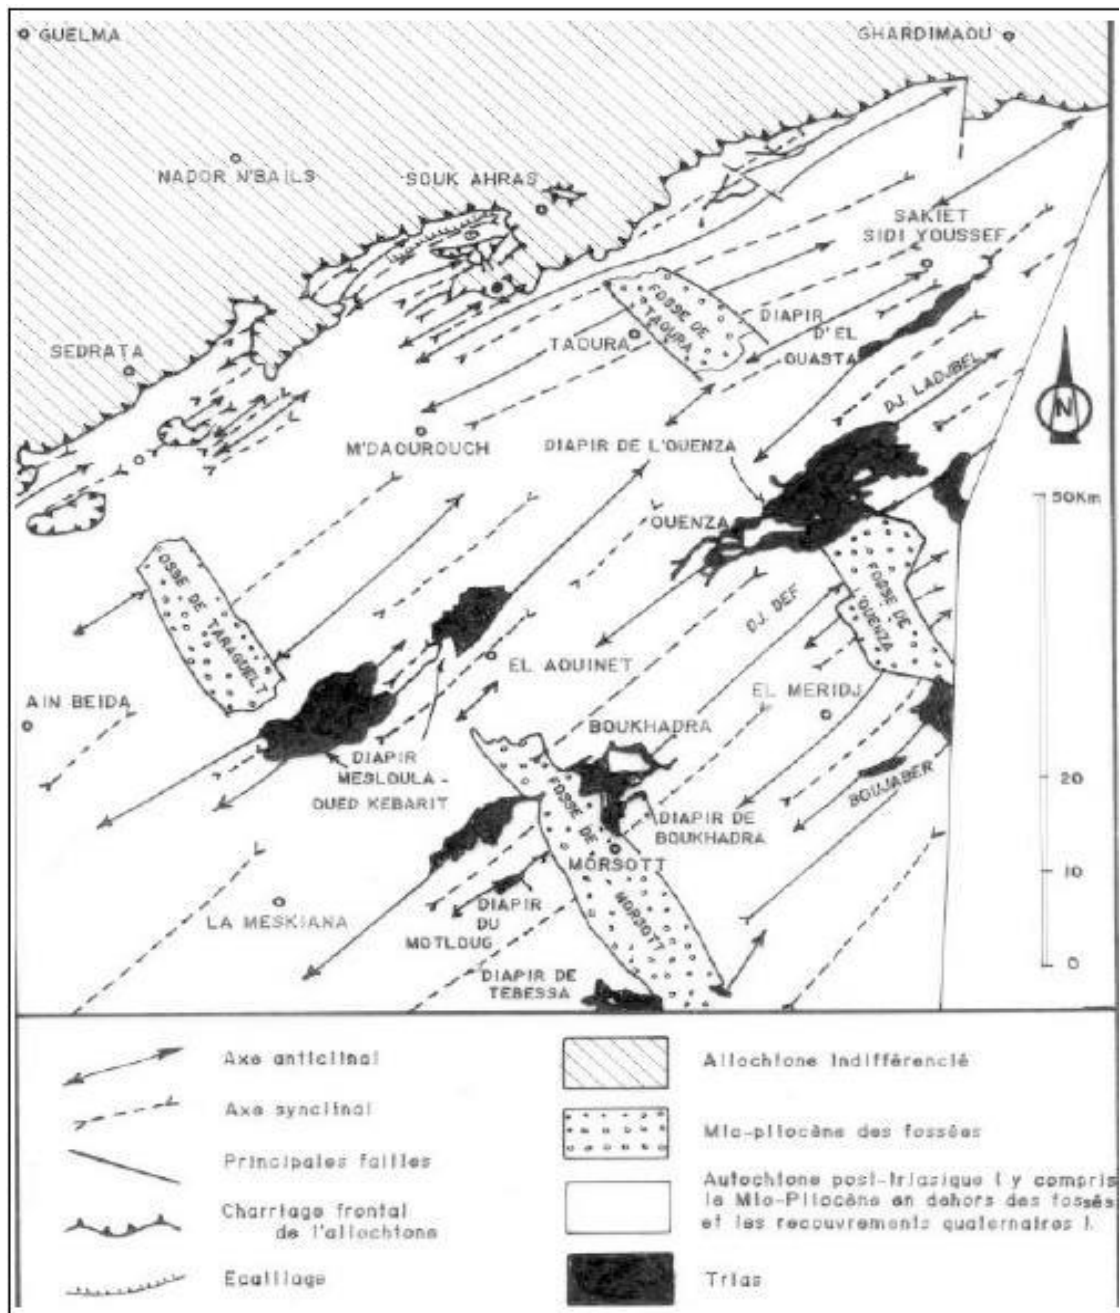 GUELMA
GHARDIMAOU
NADOR N'BAILS
SOUK AHRAS
SAKIET
SIDI YOUSSEF
SEDRATA
FOSSE DE
TAOURA
TAOURA
DIAPIR
D'EL
OUASTA
DJ. LADJBEL
N
M'DAOUROUCH
DIAPIR DE L'OUENZA
50Km
OUENZA
FOSSE DE
L'OUENZA
OSSE DE TARAGUELT
DJ. DEF
EL AOUINET
EL MERIDJ
AIN BEIDA
BOUKHADRA
DIAPIR
MESLOULA -
OUED KEBARIT
FOSSE DE
MORSOTT
BOUJABER
20
DIAPIR DE
BOUKHADRA
MORSOTT
10
LA MESKIANA
DIAPIR
DU
MOTLOUG
DIAPIR DE
TEBESSA
0
Axe anticlinal
Axe synclinal
Principales failles
Charriage frontal
de l'allochtone
Ecaillage
Allochtone indifférencié
Mio-pliocène des fossées
Autochtone post-triasique ( y compris
le Mio-Pliocène en dehors des fossés
et les recouvrements quaternaires ).
Trias